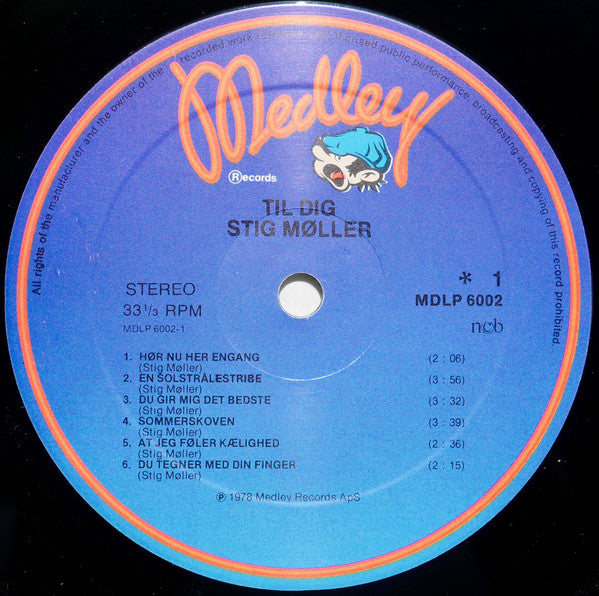 All rights of the manufacturer and the owner of the recorded work
public performance, broadcasting and copying of this record prohibited.
Medley
Ⓡecords
TIL DIG
STIG MØLLER
STEREO
33 1/3 RPM
MDLP 6002-1
* 1
MDLP 6002
ncb
1. HØR NU HER ENGANG (2 : 06)
(Stig Møller)
2. EN SOLSTRÅLESTRIBE (3 : 56)
(Stig Møller)
3. DU GIR MIG DET BEDSTE (3 : 32)
(Stig Møller)
4. SOMMERSKOVEN (3 : 39)
(Stig Møller)
5. AT JEG FØLER KÆLIGHED (2 : 36)
(Stig Møller)
6. DU TEGNER MED DIN FINGER (2 : 15)
(Stig Møller)
Ⓟ 1978 Medley Records ApS